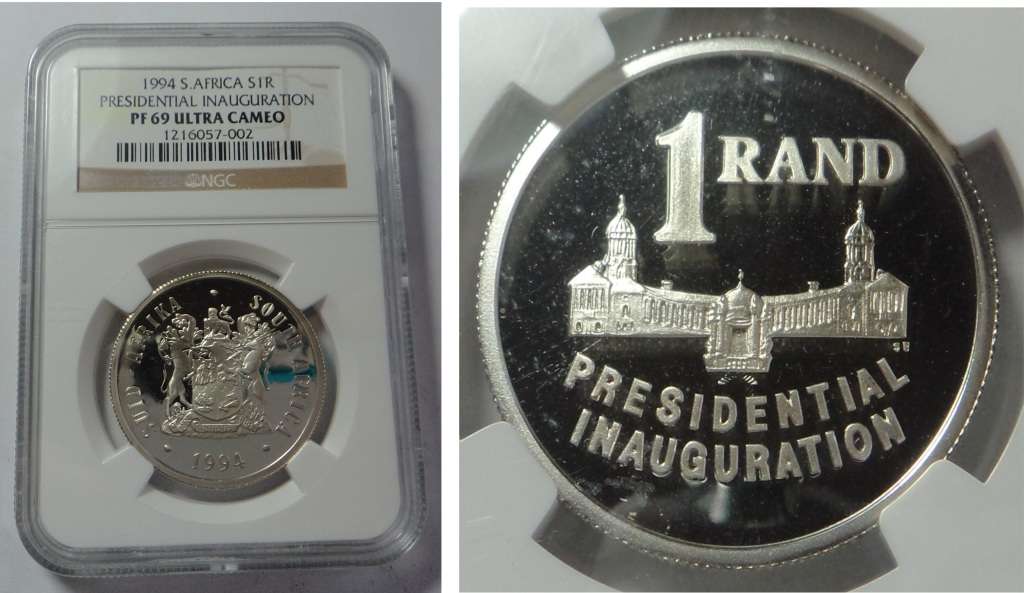 1994 S.AFRICA S1R
PRESIDENTIAL INAUGURATION
PF 69 ULTRA CAMEO
1216057-002
NGC
SUID AFRIKA · SOUTH AFRICA
· 1994 ·
1 RAND
PRESIDENTIAL
INAUGURATION